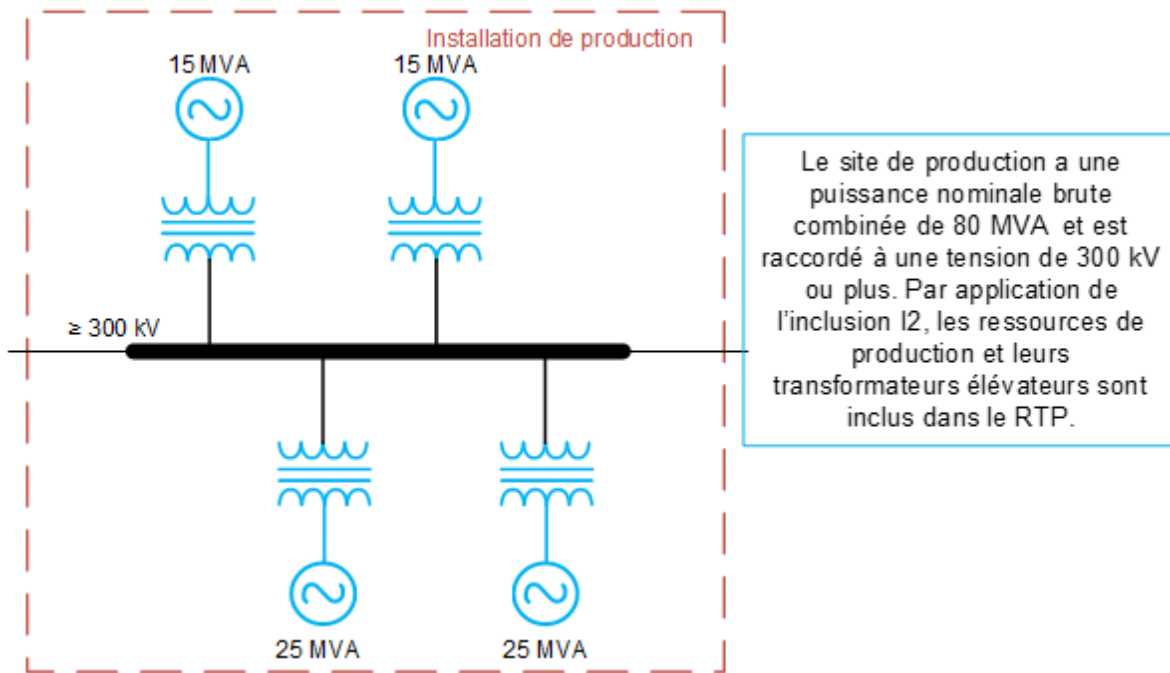 Installation de production
15 MVA
15 MVA
≥ 300 kV
25 MVA
25 MVA
Le site de production a une
puissance nominale brute
combinée de 80 MVA et est
raccordé à une tension de 300 kV
ou plus. Par application de
l'inclusion I2, les ressources de
production et leurs
transformateurs élévateurs sont
inclus dans le RTP.